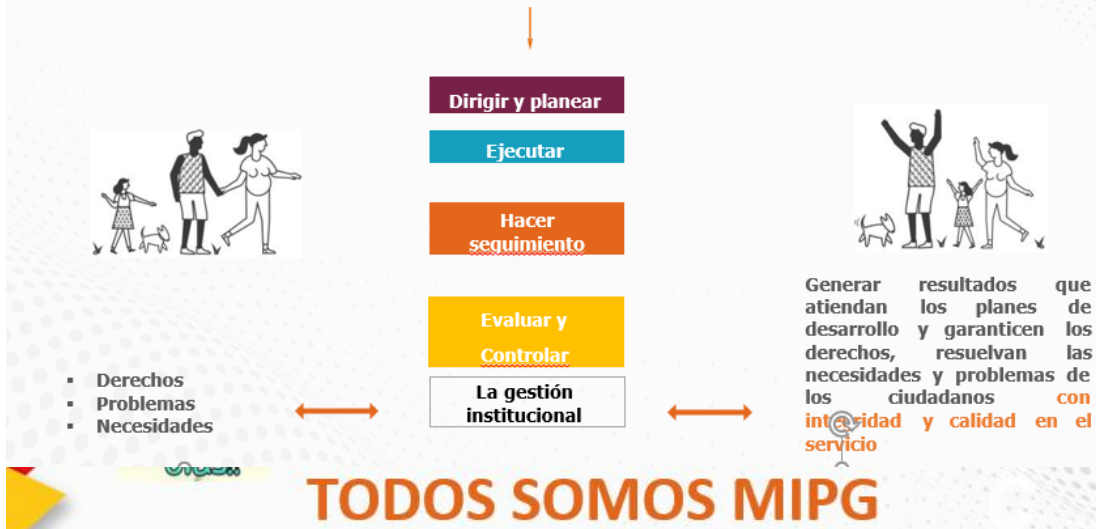 Dirigir y planear
Ejecutar
Hacer
seguimiento
Evaluar y
Controlar
La gestión
institucional
▪ Derechos
▪ Problemas
▪ Necesidades
Generar resultados que
atiendan los planes de
desarrollo y garanticen los
derechos, resuelvan las
necesidades y problemas de
los ciudadanos con
integridad y calidad en el
servicio
TODOS SOMOS MIPG